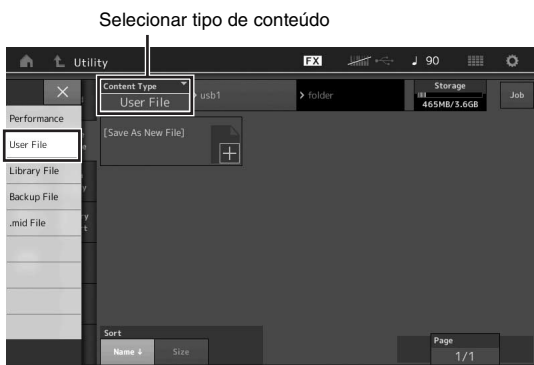 Selecionar tipo de conteúdo
Utility
FX
90
Content Type
User File
usb1
folder
Storage
465MB/3.6GB
Job
Performance
User File
Library File
Backup File
.mid File
[Save As New File]
Sort
Name ↓
Size
Page
1/1